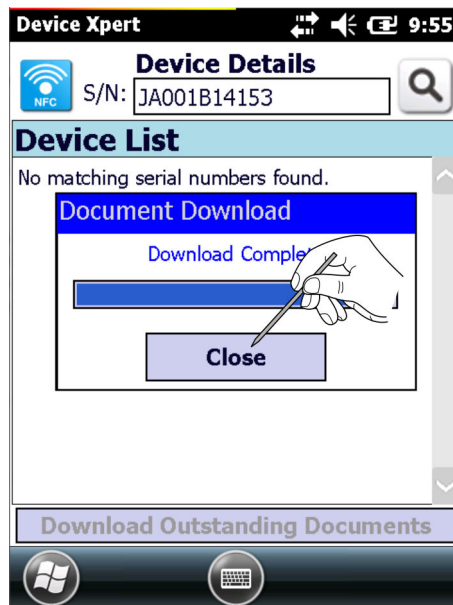 Device Xpert 9:55
Device Details
NFC
S/N: JA001B14153
Device List
No matching serial numbers found.
Document Download
Download
Close
Download Outstanding Documents